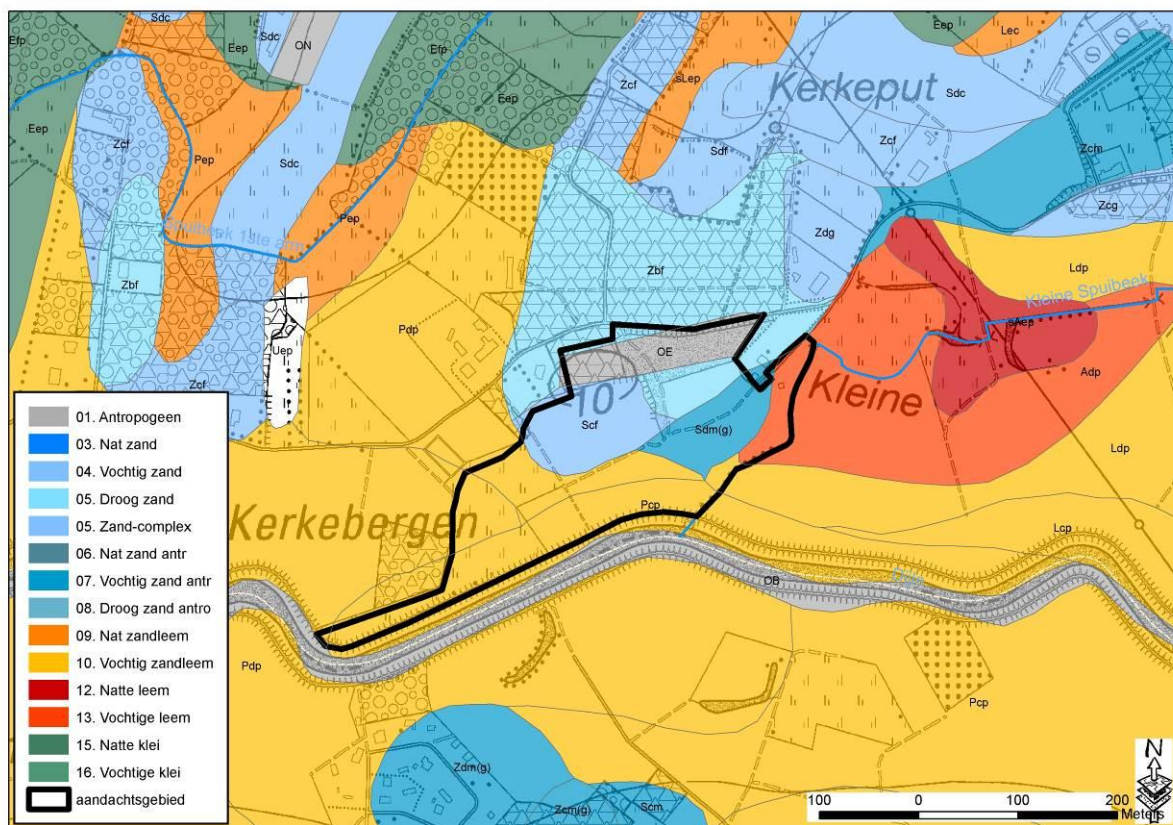 Sdc
Efp
Eep
Sdc
ON
Efp
Eep
Lec
Zcf
sLep
Kerkeput
Sdc
Eep
Eep
Zcf
Pep
Sdc
Sdf
Zcf
Zcm
Pep
Zcg
Spulbeek 1ste arm
Zdg
Zbf
Zbf
Ldp
Kleine Spulbeek
Uep
Pdp
OE
sAep
Adp
Zcf
10
Kleine
Scf
Sdm(g)
Ldp
Pcp
Kerkebergen
Lcp
OB
Pdp
Pcp
Zdm(g)
Zcm(g)
Scm
01. Antropogeen
03. Nat zand
04. Vochtig zand
05. Droog zand
05. Zand-complex
06. Nat zand antr
07. Vochtig zand antr
08. Droog zand antro
09. Nat zandleem
10. Vochtig zandleem
12. Natte leem
13. Vochtige leem
15. Natte klei
16. Vochtige klei
aandachtsgebied
N
100 0 100 200
Meters